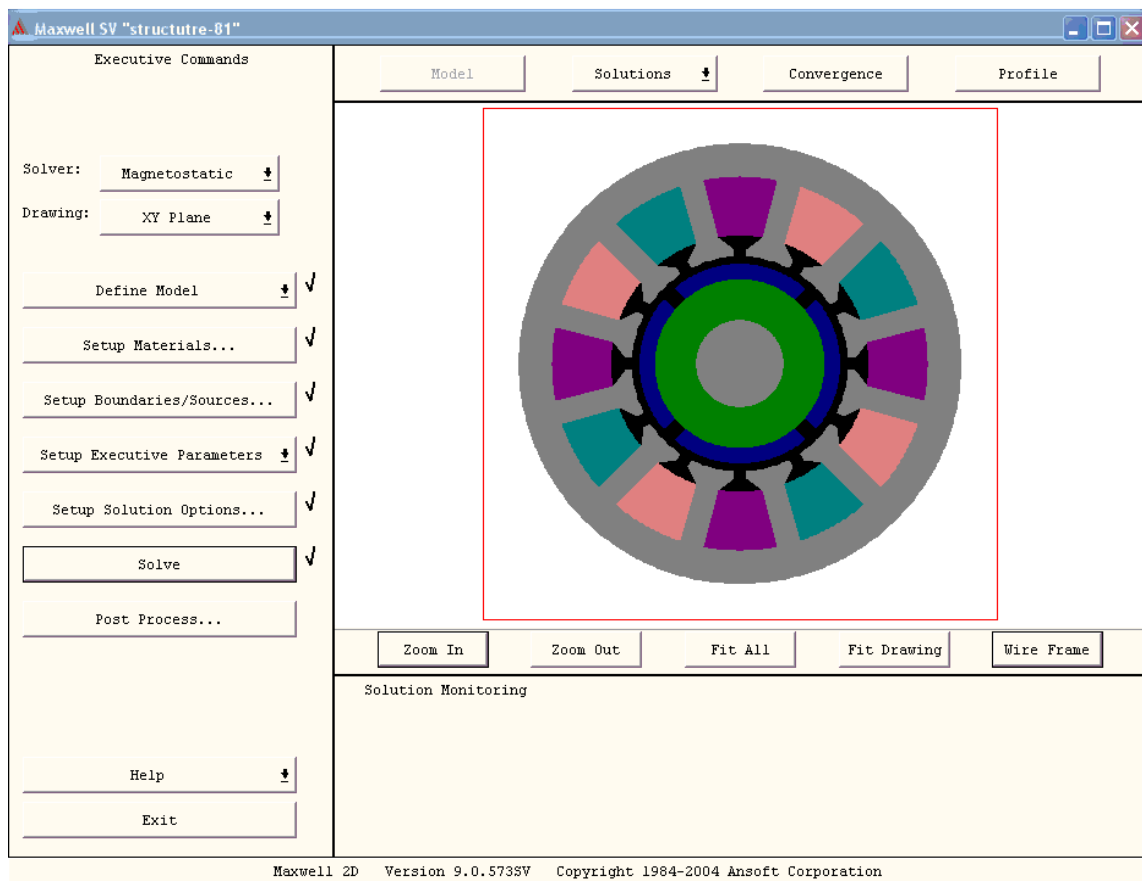 Maxwell SV "structutre-81"
Executive Commands
Solver: Magnetostatic
Drawing: XY Plane
Define Model
Setup Materials...
Setup Boundaries/Sources...
Setup Executive Parameters
Setup Solution Options...
Solve
Post Process...
Help
Exit
Model Solutions Convergence Profile
Zoom In Zoom Out Fit All Fit Drawing Wire Frame
Solution Monitoring
Maxwell 2D Version 9.0.573SV Copyright 1984-2004 Ansoft Corporation